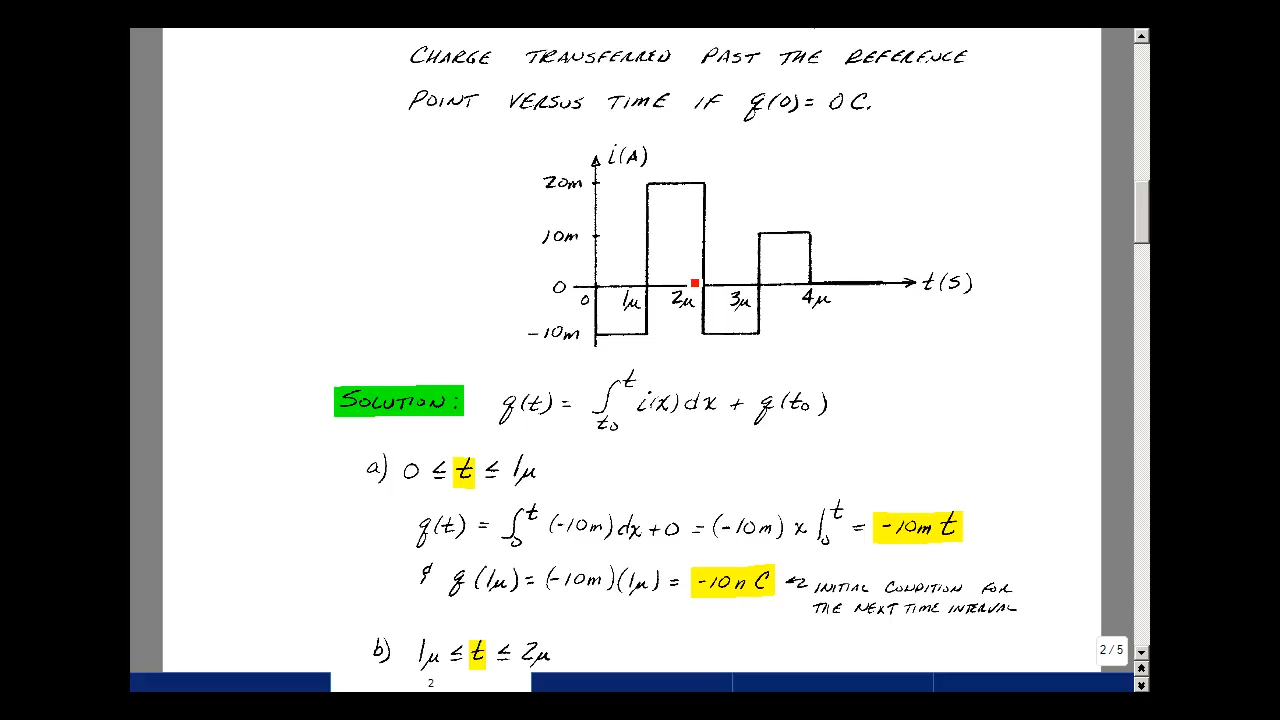 CHARGE TRANSFERRED PAST THE REFERENCE
POINT VERSUS TIME IF q(0) = 0 C.
i(A)
20m
10m
0
-10m
0 1μ 2μ 3μ 4μ
t(s)
SOLUTION: q(t) = ∫_{t0}^{t} i(x)dx + q(t0)
a) 0 ≤ t ≤ 1μ
q(t) = ∫_0^t (-10m)dx + 0 = (-10m) x |_0^t = -10m t
& q(1μ) = (-10m)(1μ) = -10n C ← INITIAL CONDITION FOR
THE NEXT TIME INTERVAL
b) 1μ ≤ t ≤ 2μ
2 / 5
2